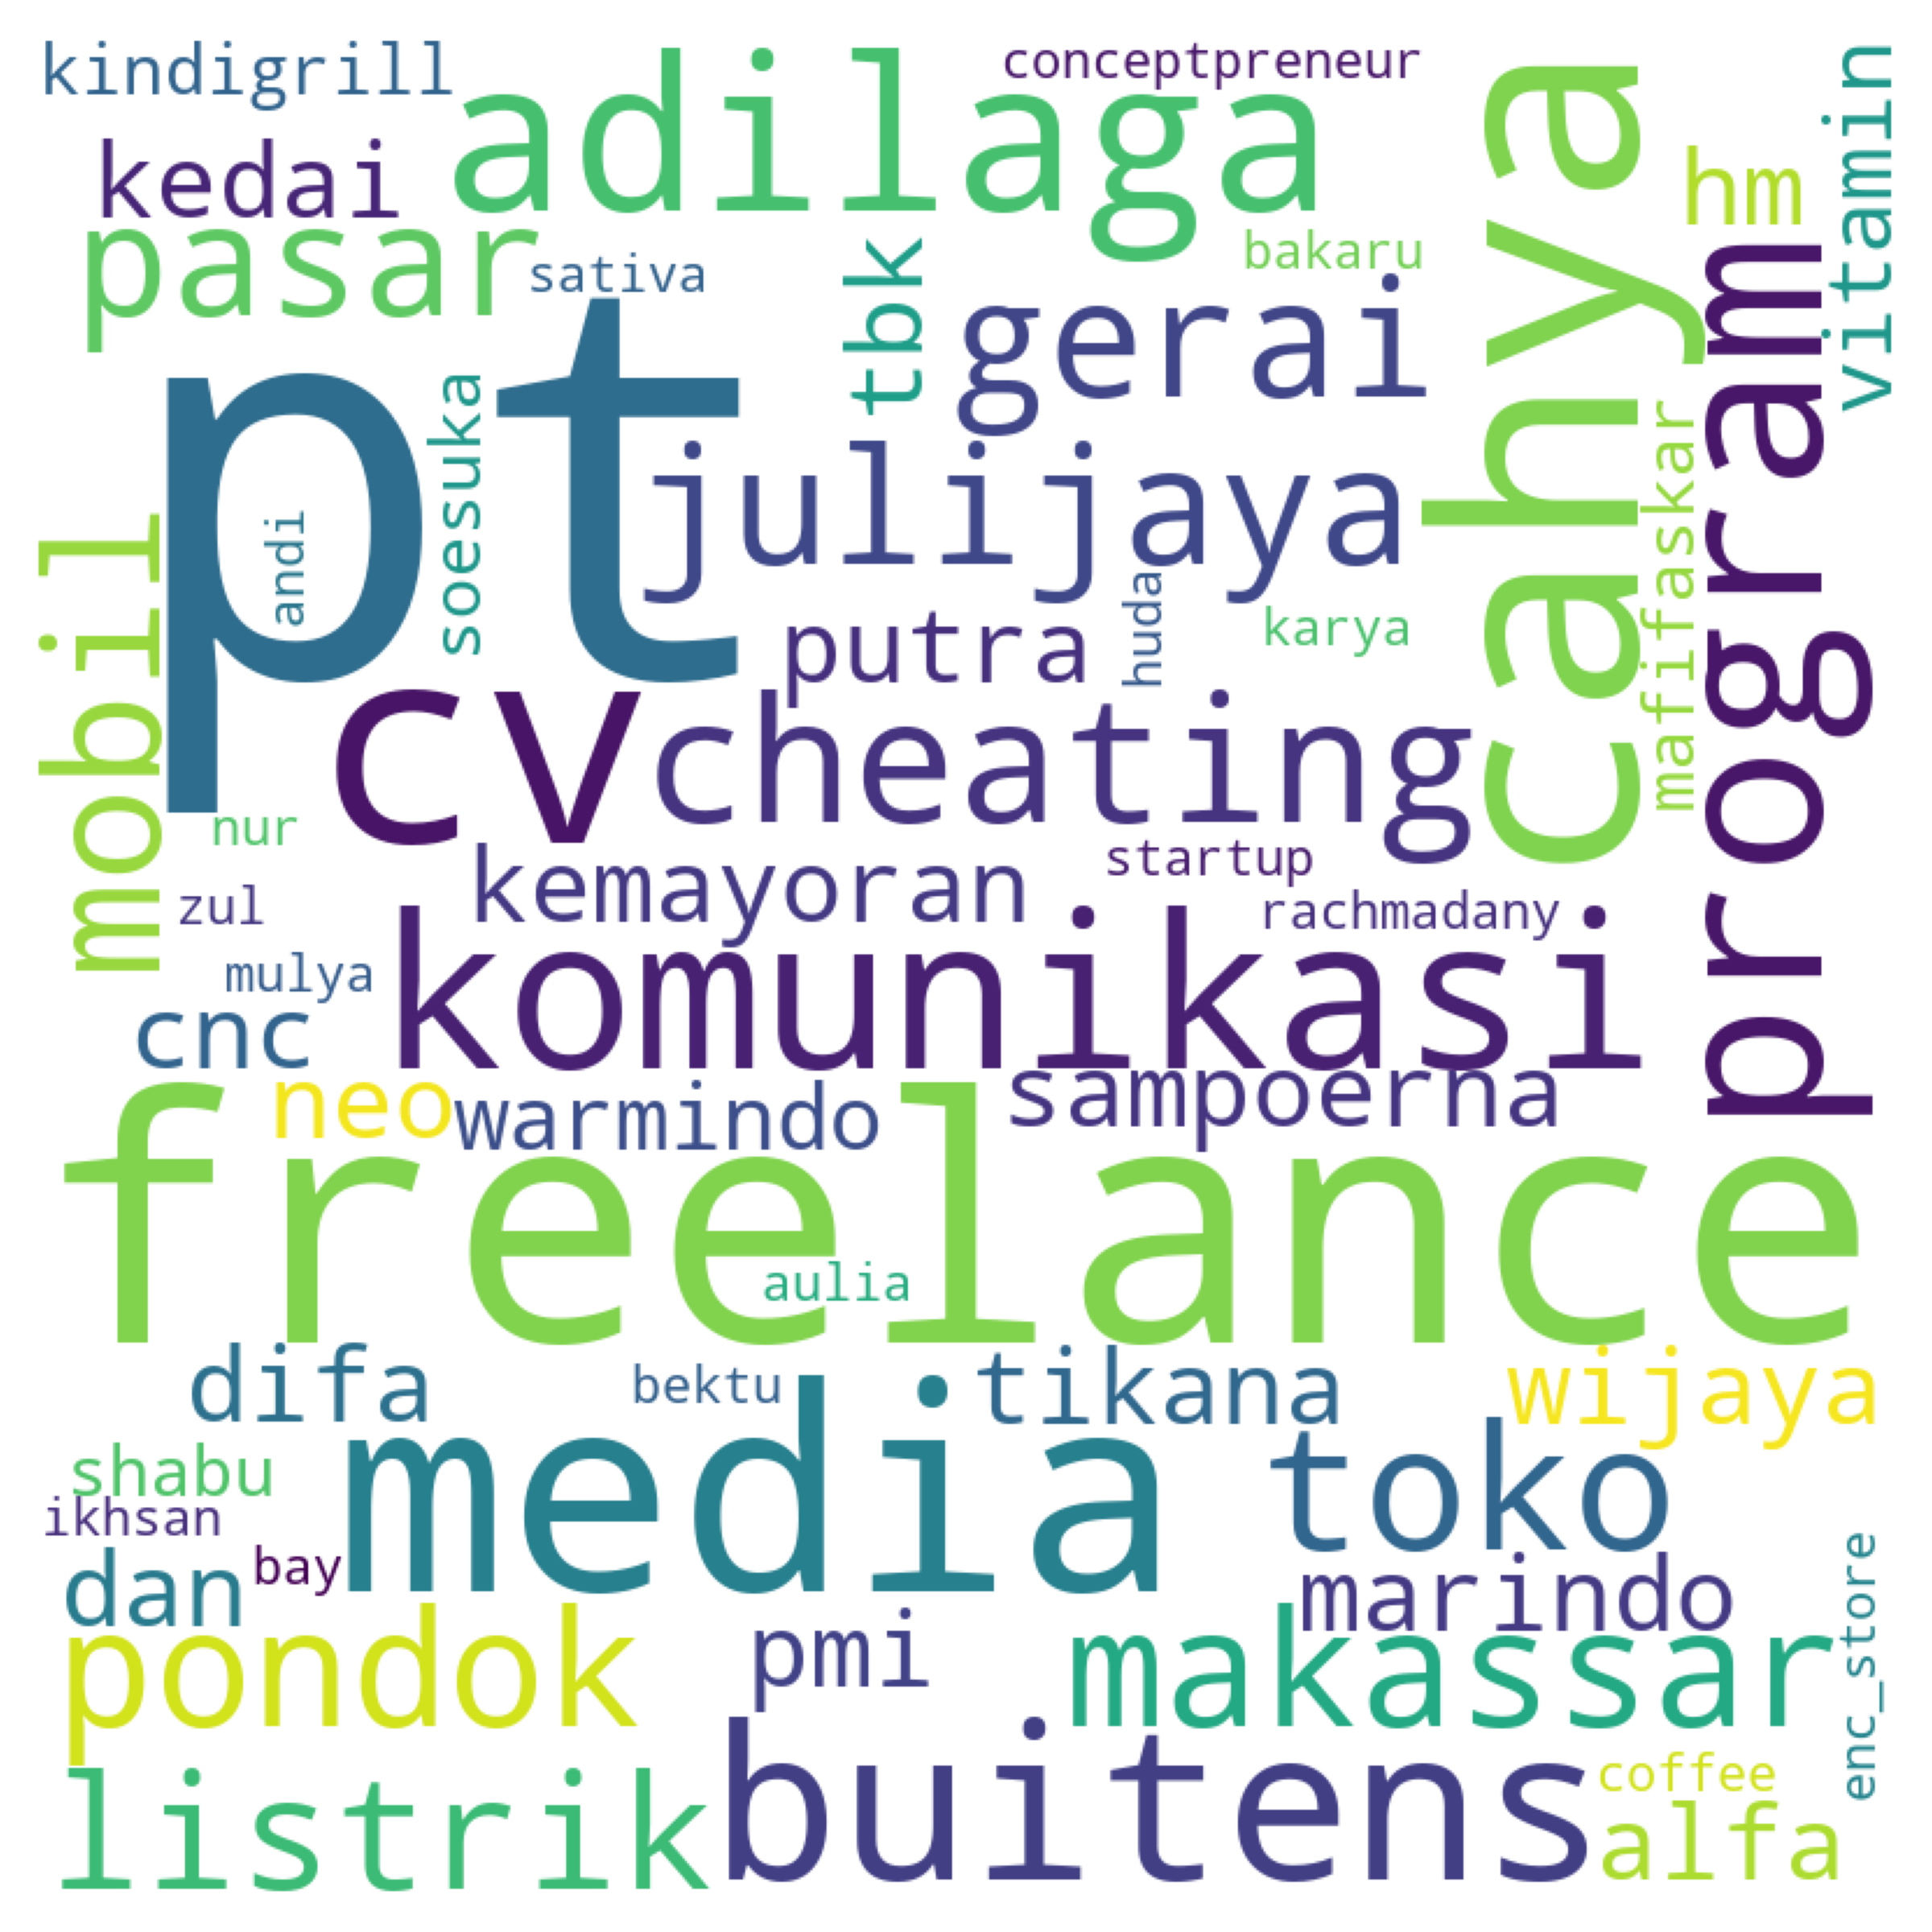 kindigrill
conceptpreneur
adilaga
cahya
vitamin
kedai
hm
pasar
sativa
tbk
bakaru
program
gerai
pt
soesuka
julijaya
mafifaskar
andi
mobil
putra
huda
karya
cv
cheating
nur
kemayoran
startup
zul
rachmadany
komunikasi
mulya
cnc
neo
warmindo
sampoerna
freelance
aulia
difa
bektu
tikana
wijaya
media
toko
shabu
ikhsan
dan
bay
marindo
enc_store
pondok
pmi
makassar
listrik
buitens
coffee
alfa